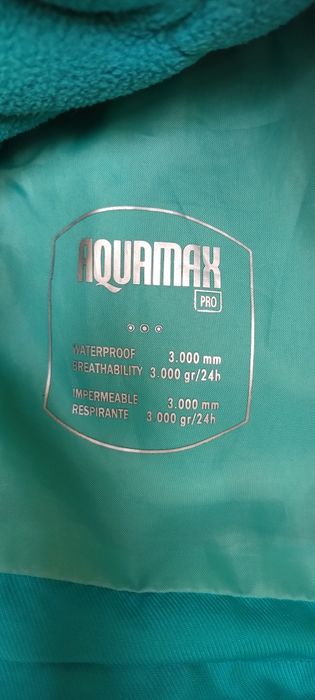 AQUAMAX
PRO
WATERPROOF 3.000 mm
BREATHABILITY 3.000 gr/24h
IMPERMEABLE 3.000 mm
RESPIRANTE 3 000 gr/24h